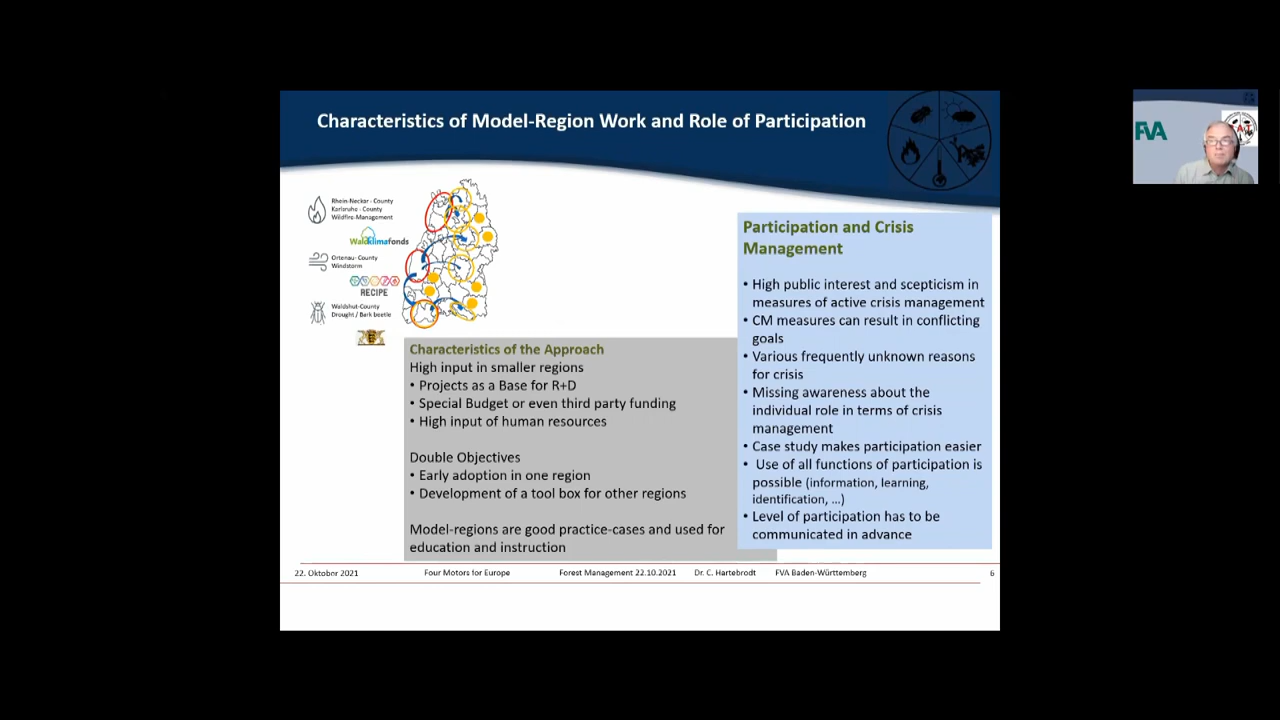 Characteristics of Model-Region Work and Role of Participation
Rhein-Neckar - County
Karlsruhe - County
Wildfire-Management
Waldklimafonds
Ortenau- County
Windstorm
RECIPE
Waldshut-County
Drought / Bark beetle
Characteristics of the Approach
High input in smaller regions
• Projects as a Base for R+D
• Special Budget or even third party funding
• High input of human resources
Double Objectives
• Early adoption in one region
• Development of a tool box for other regions
Model-regions are good practice-cases and used for
education and instruction
Participation and Crisis
Management
• High public interest and scepticism in
measures of active crisis management
• CM measures can result in conflicting
goals
• Various frequently unknown reasons
for crisis
• Missing awareness about the
individual role in terms of crisis
management
• Case study makes participation easier
• Use of all functions of participation is
possible (information, learning,
identification, ...)
• Level of participation has to be
communicated in advance
22. Oktober 2021 Four Motors for Europe Forest Management 22.10.2021 Dr. C. Hartebrodt FVA Baden-Württemberg 6
FVA